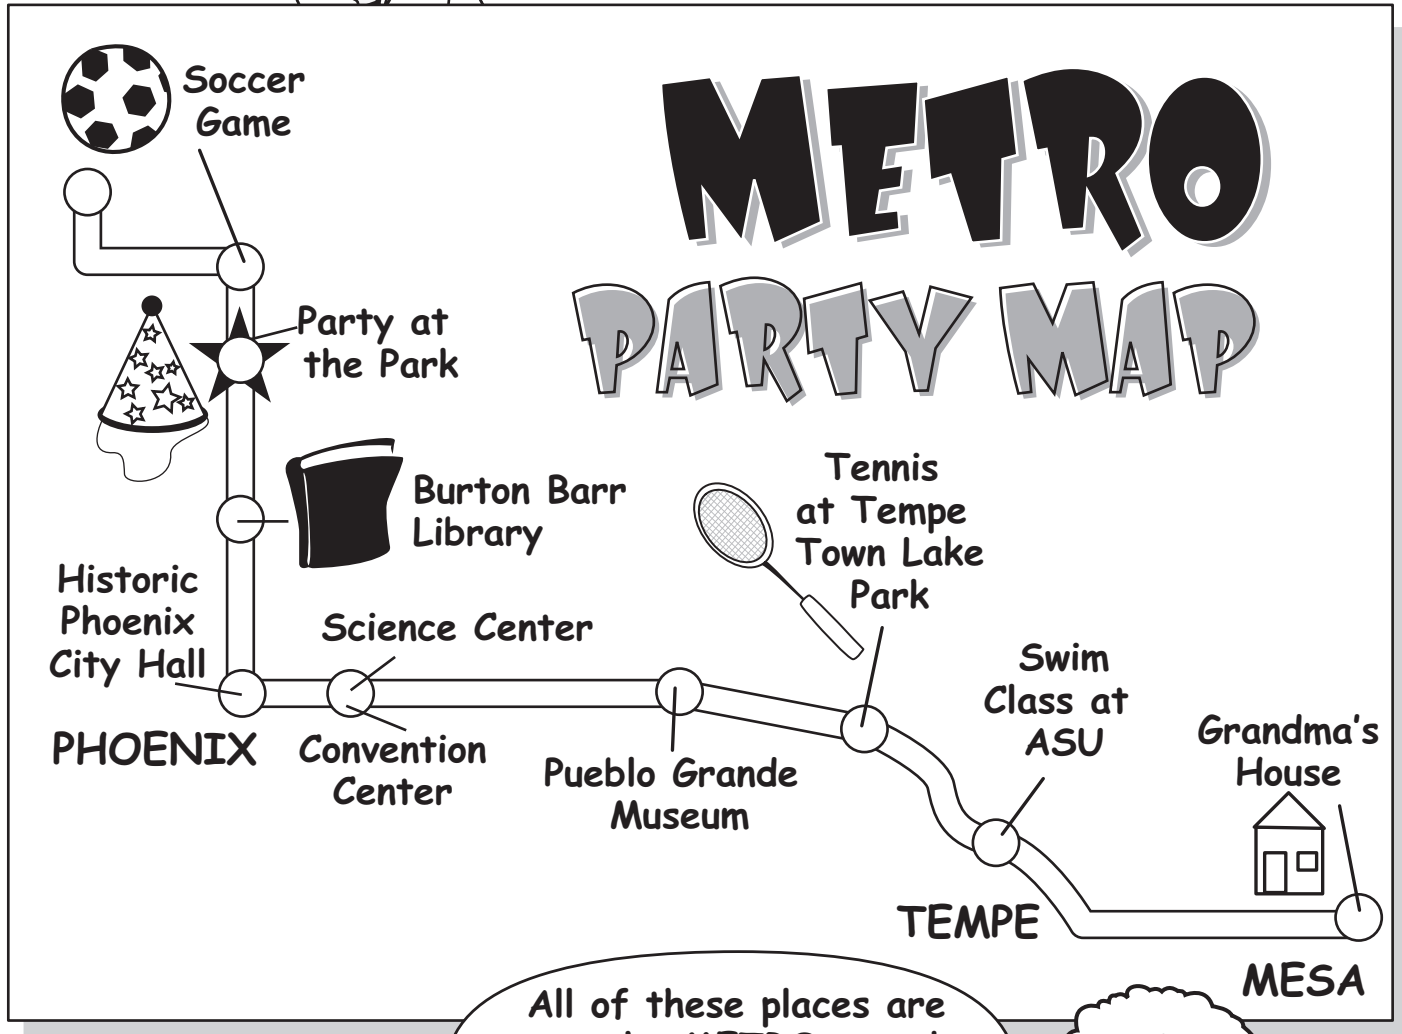 Soccer
Game
METRO
PARTY MAP
Party at
the Park
Burton Barr
Library
Tennis
at Tempe
Town Lake
Park
Historic
Phoenix
City Hall
Science Center
Swim
Class at
ASU
Grandma's
House
PHOENIX
Convention
Center
Pueblo Grande
Museum
TEMPE
MESA
All of these places are